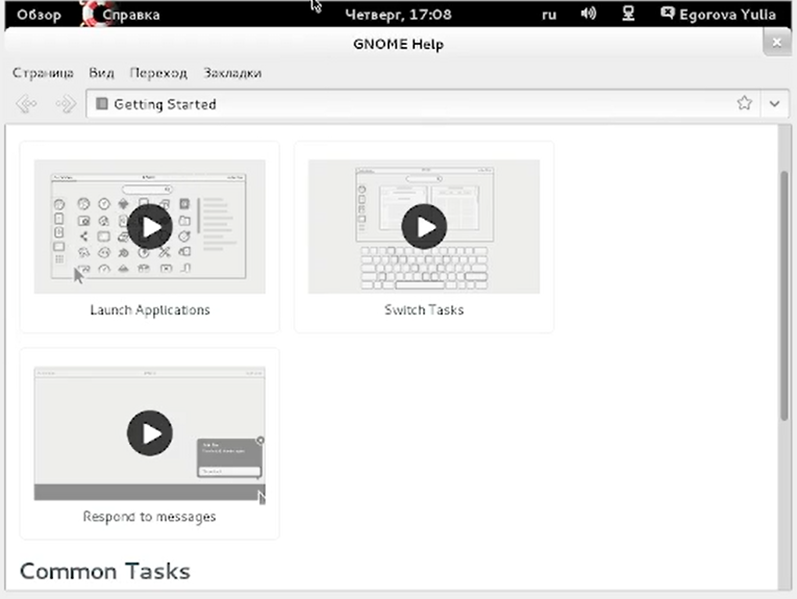 Обзор Справка Четверг, 17:08 ru Egorova Yulia
GNOME Help
Страница Вид Переход Закладки
Getting Started
Launch Applications Switch Tasks
Respond to messages
Common Tasks